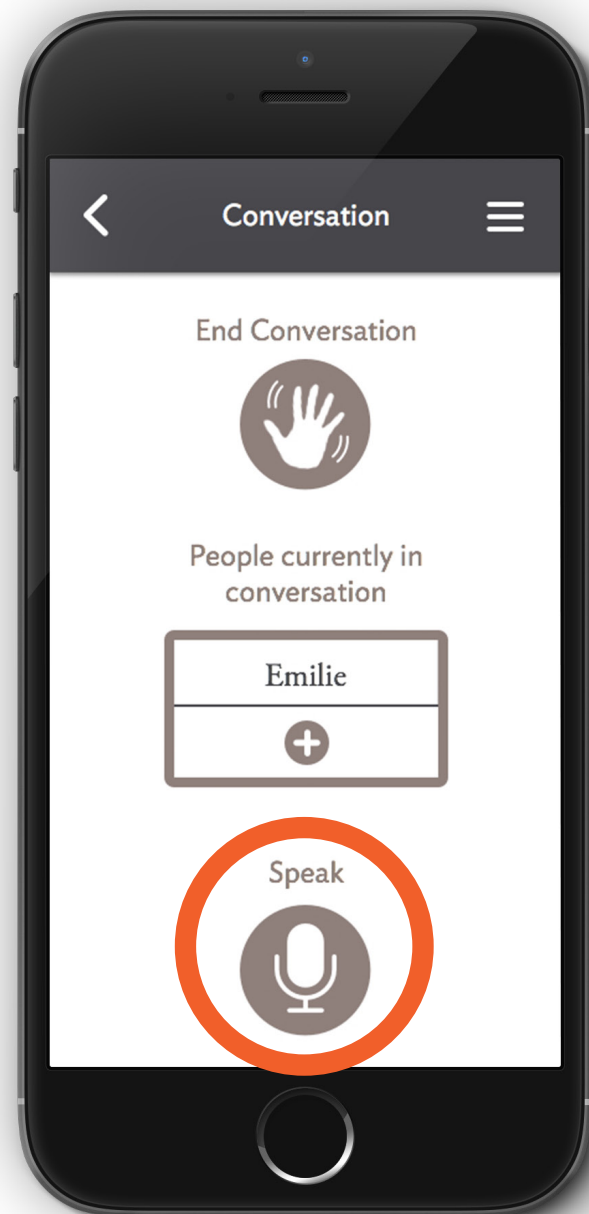 Conversation
End Conversation
People currently in
conversation
Emilie
Speak